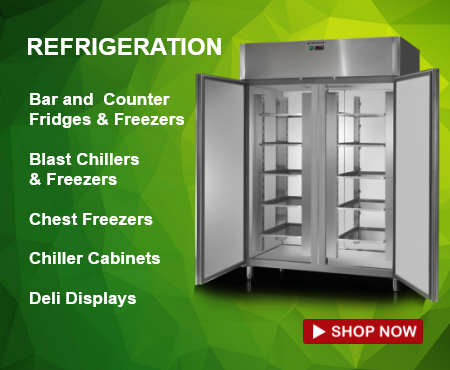 REFRIGERATION
Bar and  Counter
Fridges & Freezers
Blast Chillers
& Freezers
Chest Freezers
Chiller Cabinets
Deli Displays
SHOP NOW